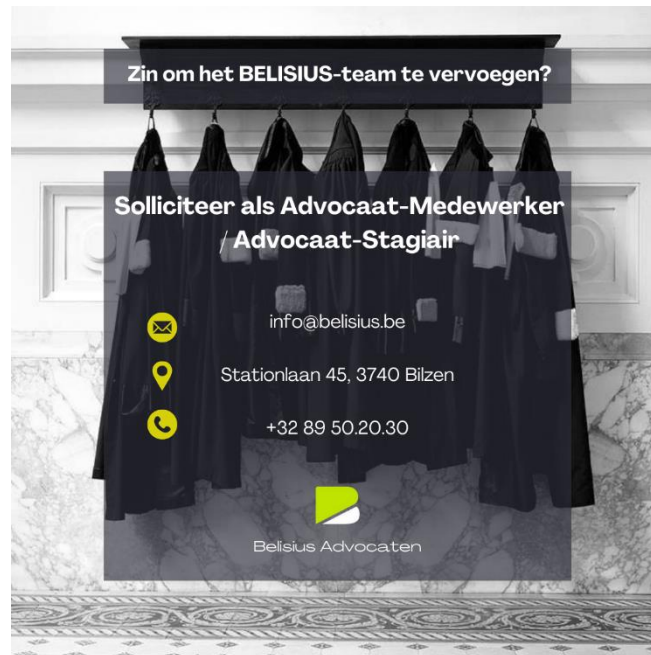 Zin om het BELISIUS-team te vervoegen?
Solliciteer als Advocaat-Medewerker
/ Advocaat-Stagiair
info@belisius.be
Stationlaan 45, 3740 Bilzen
+32 89 50.20.30
Belisius Advocaten